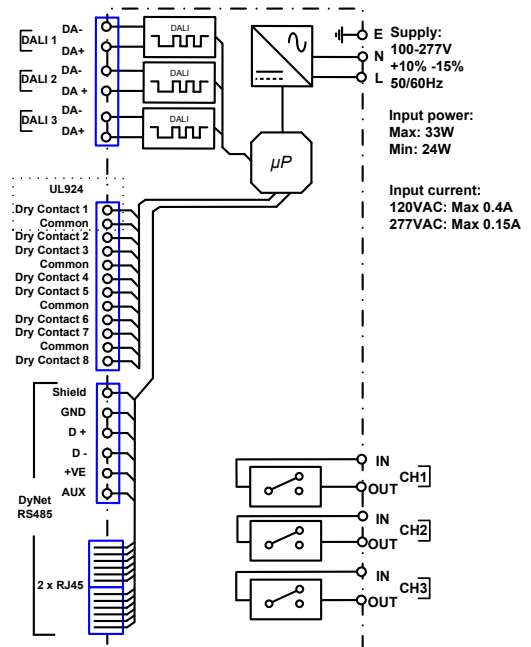 DALI 1
DA-
DA+
DALI 2
DA-
DA +
DALI 3
DA-
DA+
DALI
DALI
DALI
µP
E
N
L
Supply:
100-277V
+10% -15%
50/60Hz
Input power:
Max: 33W
Min: 24W
Input current:
120VAC: Max 0.4A
277VAC: Max 0.15A
UL924
Dry Contact 1
Common
Dry Contact 2
Dry Contact 3
Common
Dry Contact 4
Dry Contact 5
Common
Dry Contact 6
Dry Contact 7
Common
Dry Contact 8
Shield
GND
D +
D -
+VE
AUX
DyNet
RS485
2 x RJ45
IN
OUT
CH1
IN
OUT
CH2
IN
OUT
CH3